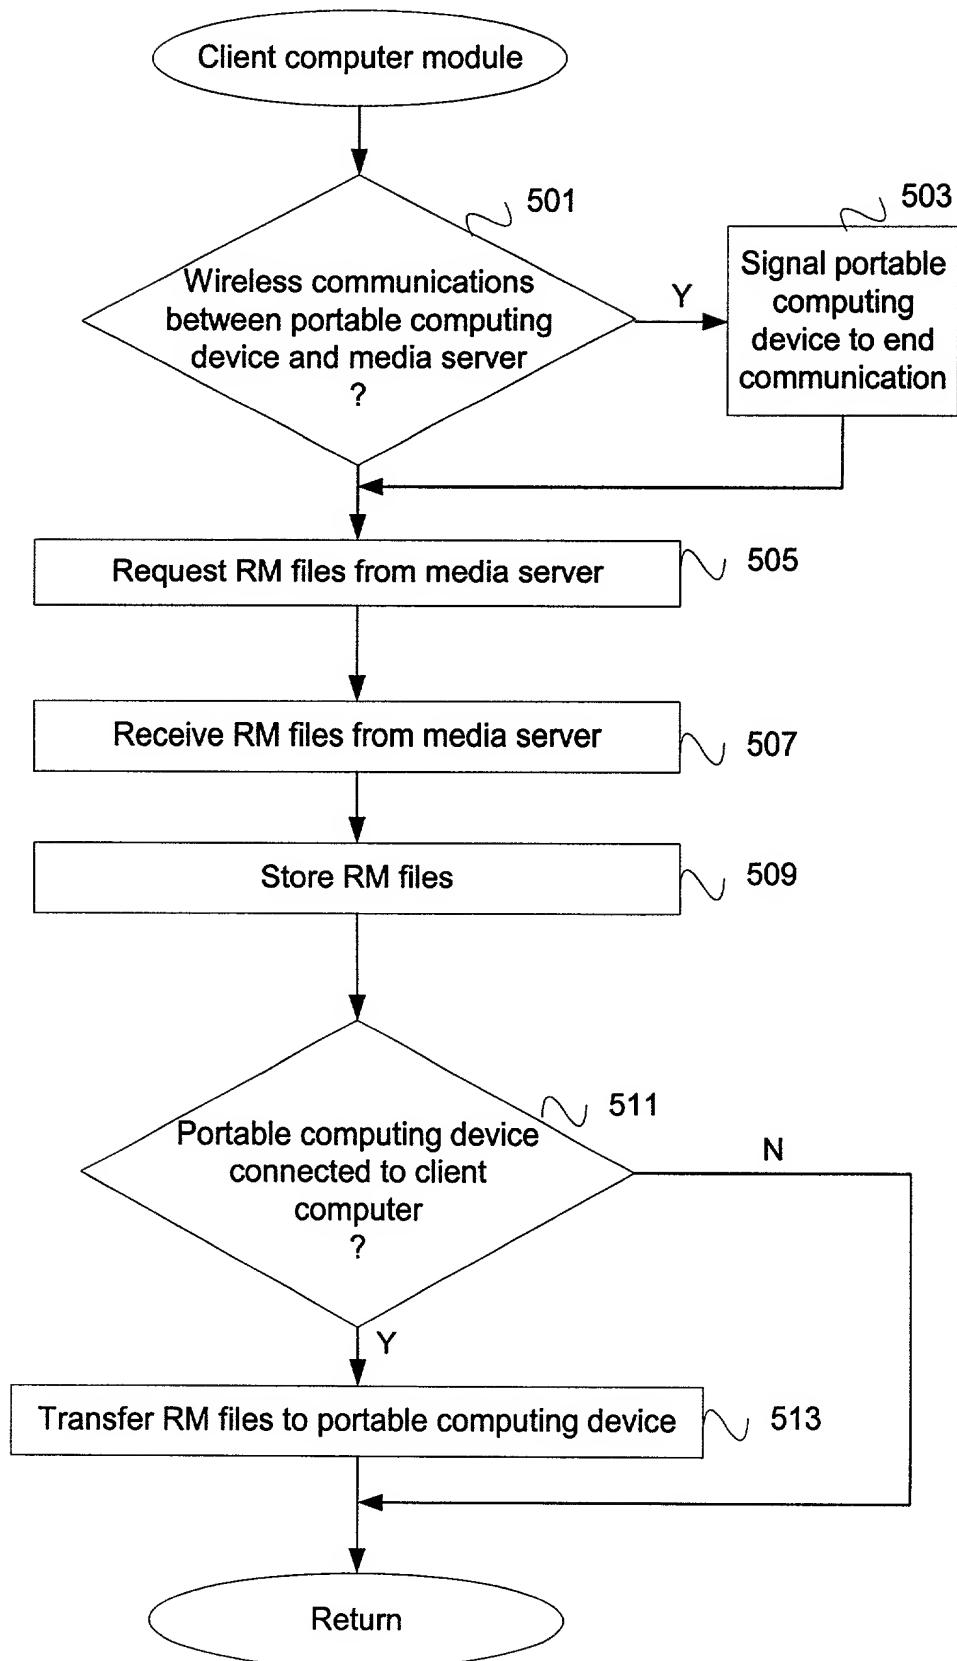 Client computer module
501
503
Wireless communications
between portable computing
device and media server
?
Y
Signal portable
computing
device to end
communication
Request RM files from media server
505
Receive RM files from media server
507
Store RM files
509
511
Portable computing device
connected to client
computer
?
N
Y
Transfer RM files to portable computing device
513
Return